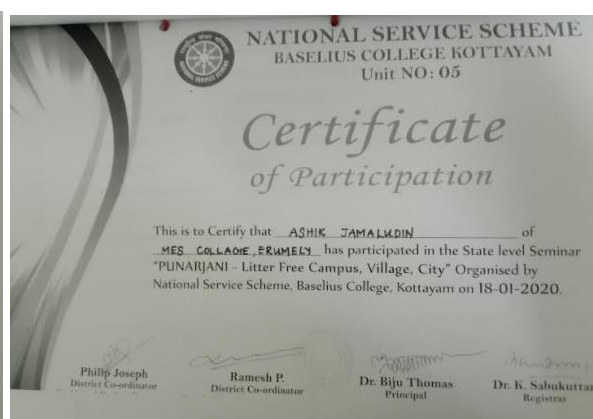 NATIONAL SERVICE SCHEME
BASELIUS COLLEGE KOTTAYAM
Unit NO: 05
Certificate
of Participation
This is to Certify that ASHIK JAMALUDIN of
MES COLLAGE, ERUMELY has participated in the State level Seminar
"PUNARJANI - Litter Free Campus, Village, City" Organised by
National Service Scheme, Baselius College, Kottayam on 18-01-2020.
Philip Joseph
District Co-ordinator
Ramesh P.
District Co-ordinator
Dr. Biju Thomas
Principal
Dr. K. Sabukuttan
Registrar